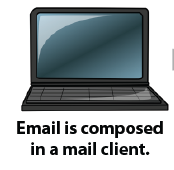 Email is composed
in a mail client.